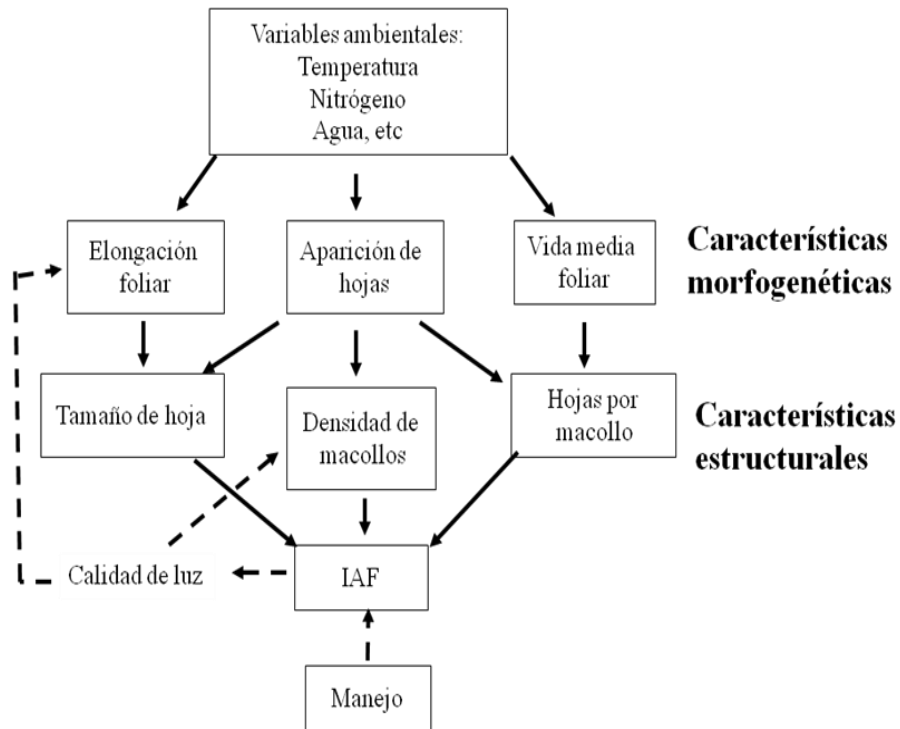 Variables ambientales:
Temperatura
Nitrógeno
Agua, etc
Elongación
foliar
Aparición de
hojas
Vida media
foliar
Características
morfogenéticas
Tamaño de hoja
Densidad de
macollos
Hojas por
macollo
Características
estructurales
Calidad de luz
IAF
Manejo